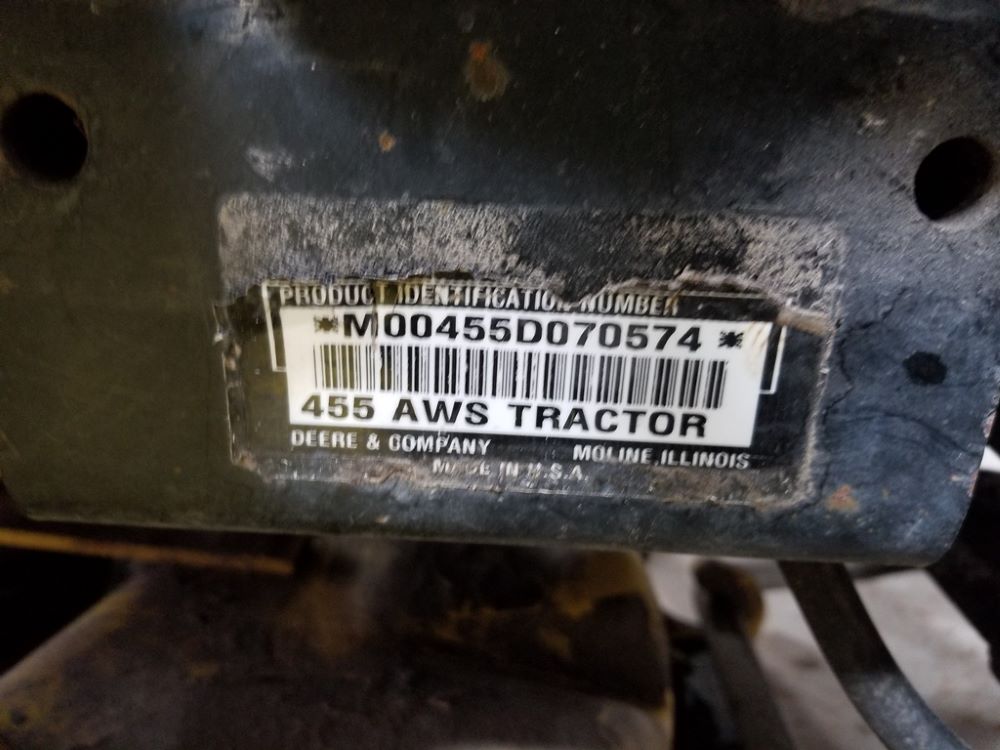 PRODUCT IDENTIFICATION NUMBER
*M00455D070574*
455 AWS TRACTOR
DEERE & COMPANY MOLINE, ILLINOIS
MADE IN U.S.A.